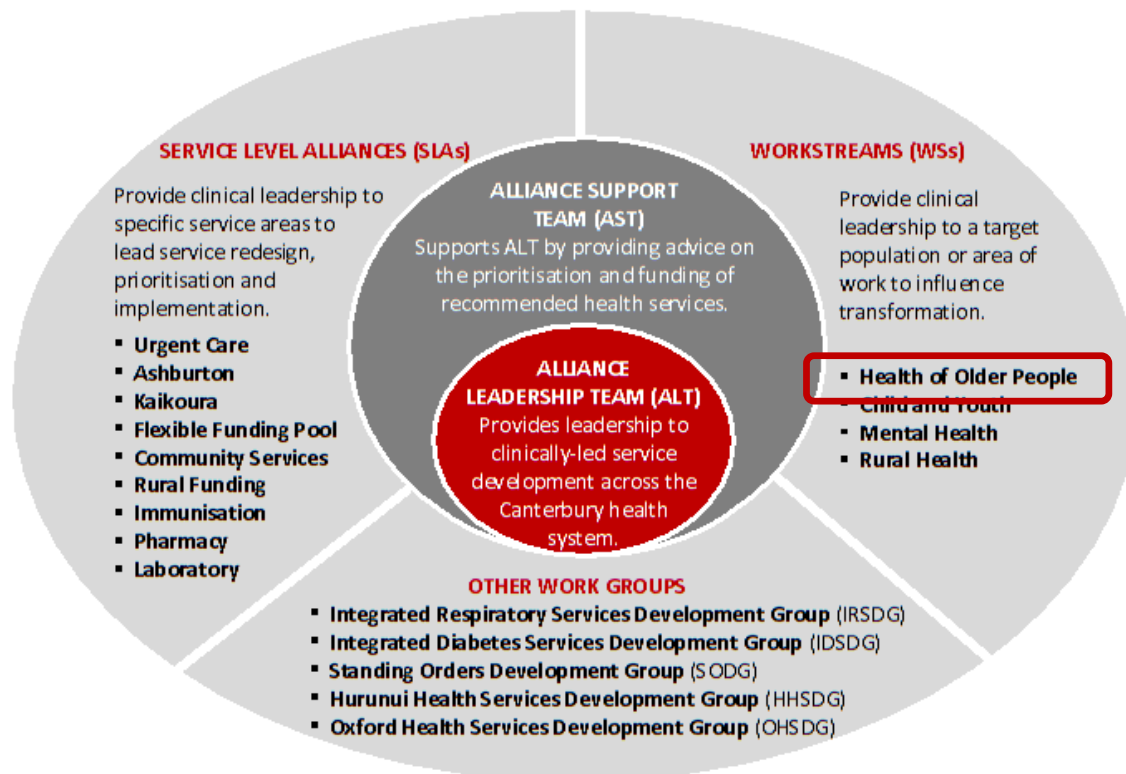 SERVICE LEVEL ALLIANCES (SLAs)
Provide clinical leadership to
specific service areas to
lead service redesign,
prioritisation and
implementation.
▪ Urgent Care
▪ Ashburton
▪ Kaikoura
▪ Flexible Funding Pool
▪ Community Services
▪ Rural Funding
▪ Immunisation
▪ Pharmacy
▪ Laboratory
ALLIANCE SUPPORT
TEAM (AST)
Supports ALT by providing advice on
the prioritisation and funding of
recommended health services.
ALLIANCE
LEADERSHIP TEAM (ALT)
Provides leadership to
clinically-led service
development across the
Canterbury health
system.
WORKSTREAMS (WSs)
Provide clinical
leadership to a target
population or area of
work to influence
transformation.
▪ Health of Older People
▪ Child and Youth
▪ Mental Health
▪ Rural Health
OTHER WORK GROUPS
▪ Integrated Respiratory Services Development Group (IRSDG)
▪ Integrated Diabetes Services Development Group (IDSDG)
▪ Standing Orders Development Group (SODG)
▪ Hurunui Health Services Development Group (HHSDG)
▪ Oxford Health Services Development Group (OHSDG)